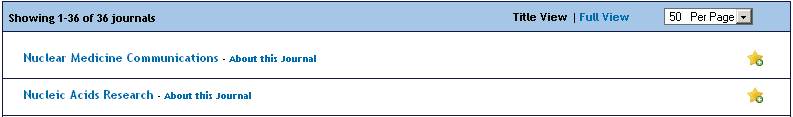 Showing 1-36 of 36 journals Title View | Full View 50 Per Page
Nuclear Medicine Communications - About this Journal
Nucleic Acids Research - About this Journal